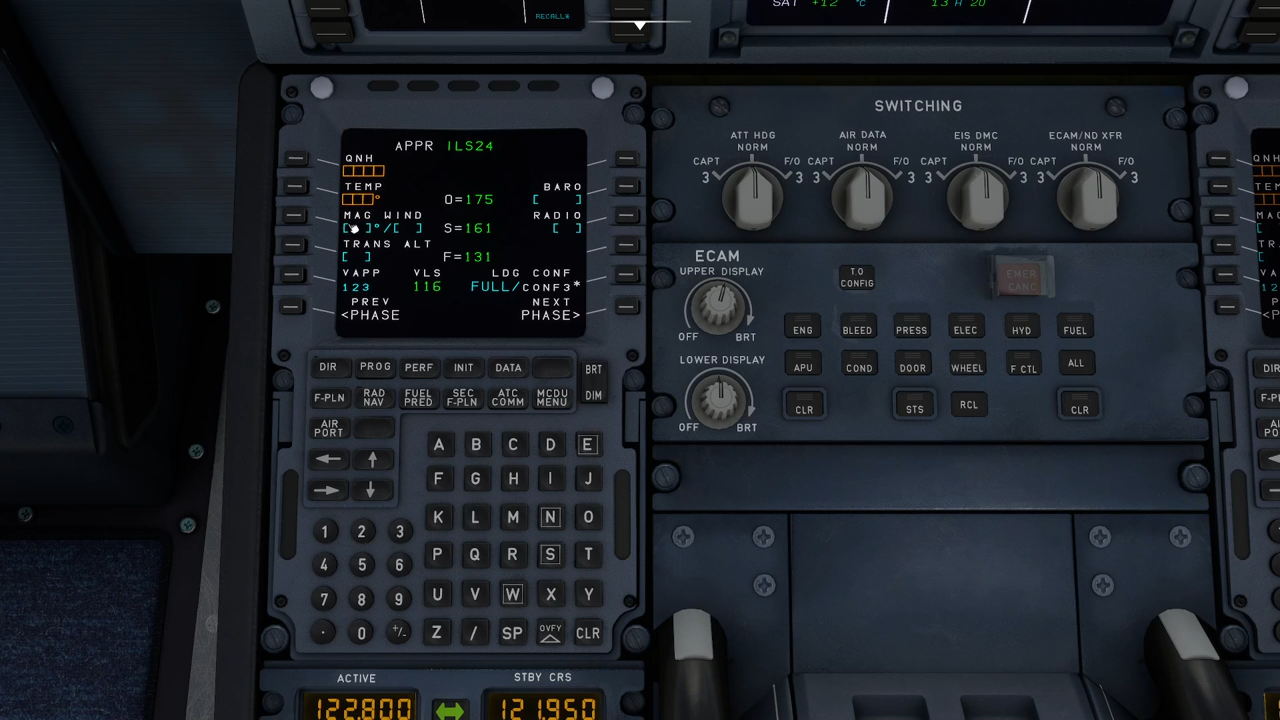 RECALL*
SAT +12 °C
13 H 20
APPR ILS24
QNH
TEMP
°
O=175
BARO
[ ]
MAG WIND
[ ]°/[ ]
S=161
RADIO
[ ]
TRANS ALT
[ ]
F=131
VAPP VLS LDG CONF
123 116 FULL/CONF3*
PREV NEXT
<PHASE PHASE>
DIR PROG PERF INIT DATA
BRT
DIM
F-PLN RAD NAV FUEL PRED SEC F-PLN ATC COMM MCDU MENU
AIR PORT
← ↑
→ ↓
A B C D E
F G H I J
K L M N O
P Q R S T
U V W X Y
Z / SP OVFY CLR
1 2 3
4 5 6
7 8 9
. 0 +/-
ACTIVE STBY CRS
122.800 121.950
SWITCHING
ATT HDG AIR DATA EIS DMC ECAM/ND XFR
NORM NORM NORM NORM
CAPT F/O CAPT F/O CAPT F/O CAPT F/O
3 3 3 3 3 3 3 3
ECAM
UPPER DISPLAY
OFF BRT
LOWER DISPLAY
OFF BRT
T.O
CONFIG
EMER
CANC
ENG BLEED PRESS ELEC HYD FUEL
APU COND DOOR WHEEL F CTL ALL
CLR STS RCL CLR